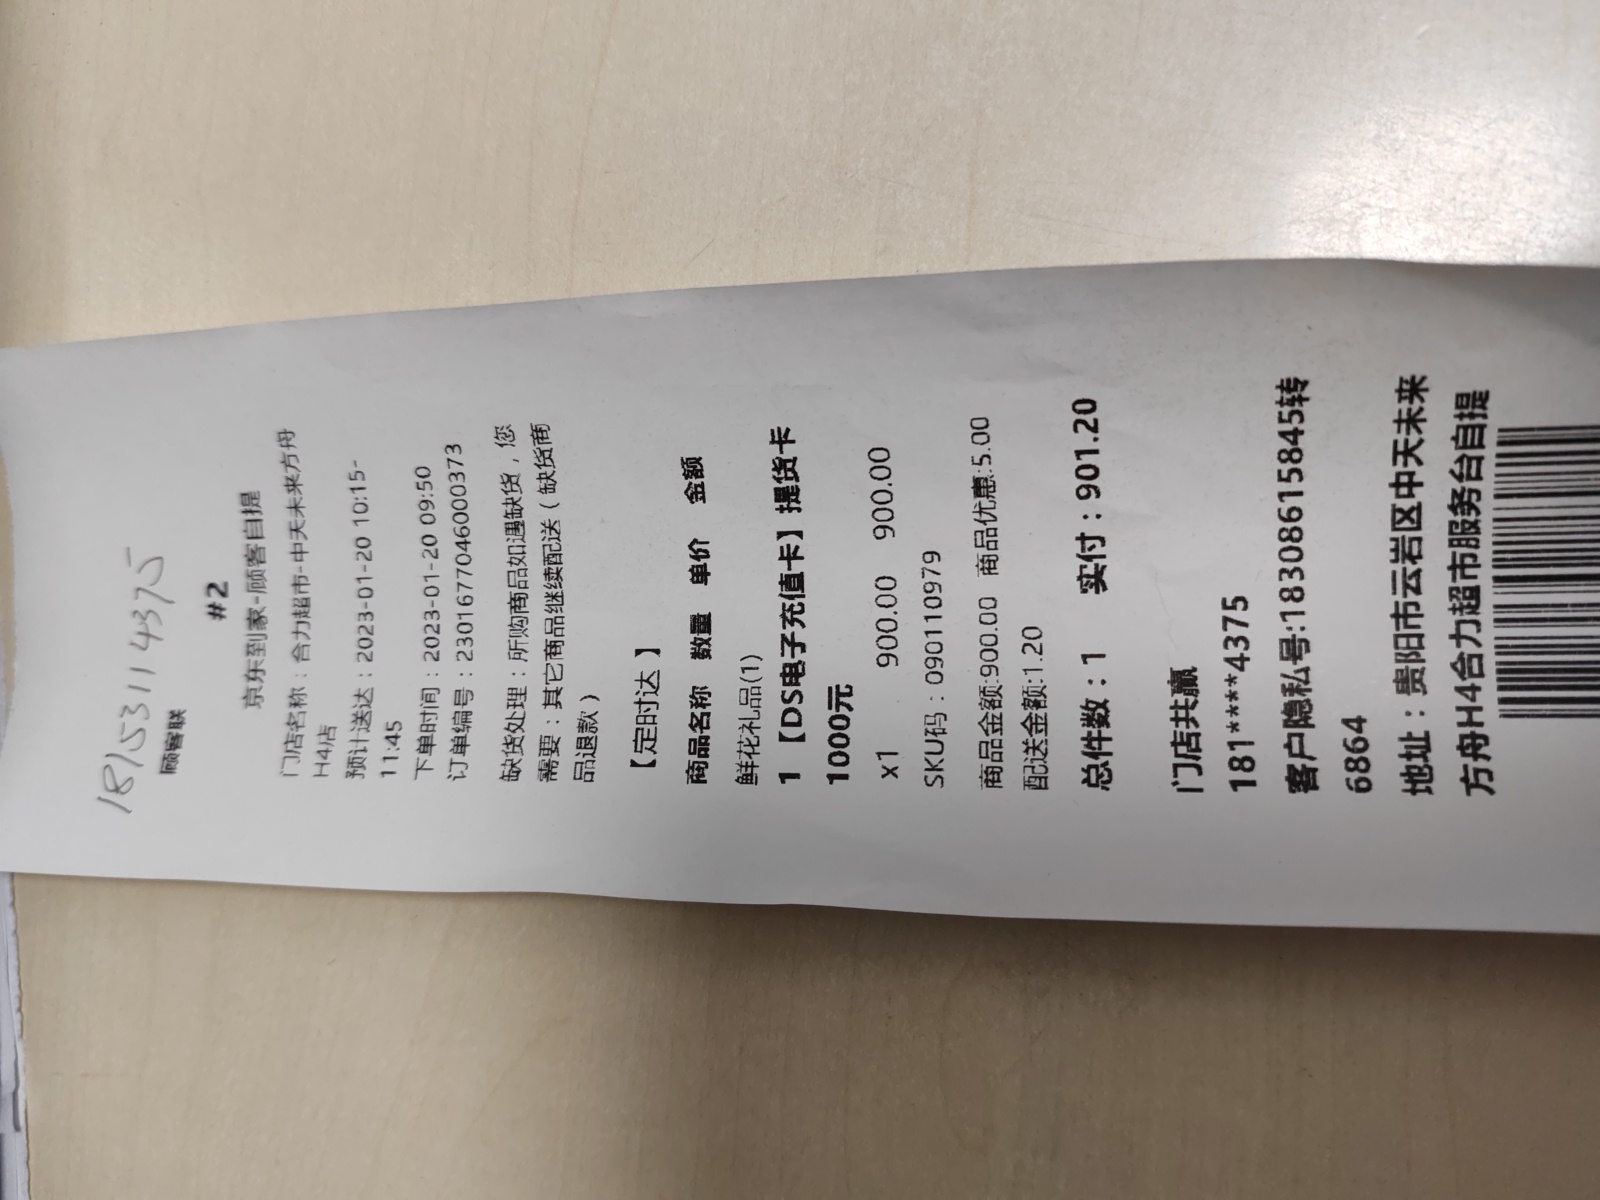 18153114375
顾客联
#2
京东到家-顾客自提
门店名称：合力超市-中天未来方舟
H4店
预计送达：2023-01-20 10:15-
11:45
下单时间：2023-01-20 09:50
订单编号：2301677046000373
缺货处理：所购商品如遇缺货，您
需要：其它商品继续配送（缺货商
品退款）
【定时达】
商品名称 数量 单价 金额
鲜花礼品(1)
1 【DS电子充值卡】提货卡
1000元
x1 900.00 900.00
SKU码：090110979
商品金额:900.00 商品优惠:5.00
配送金额:1.20
总件数：1 实付：901.20
门店共赢
181****4375
客户隐私号:18308615845转
6864
地址：贵阳市云岩区中天未来
方舟H4合力超市服务台自提